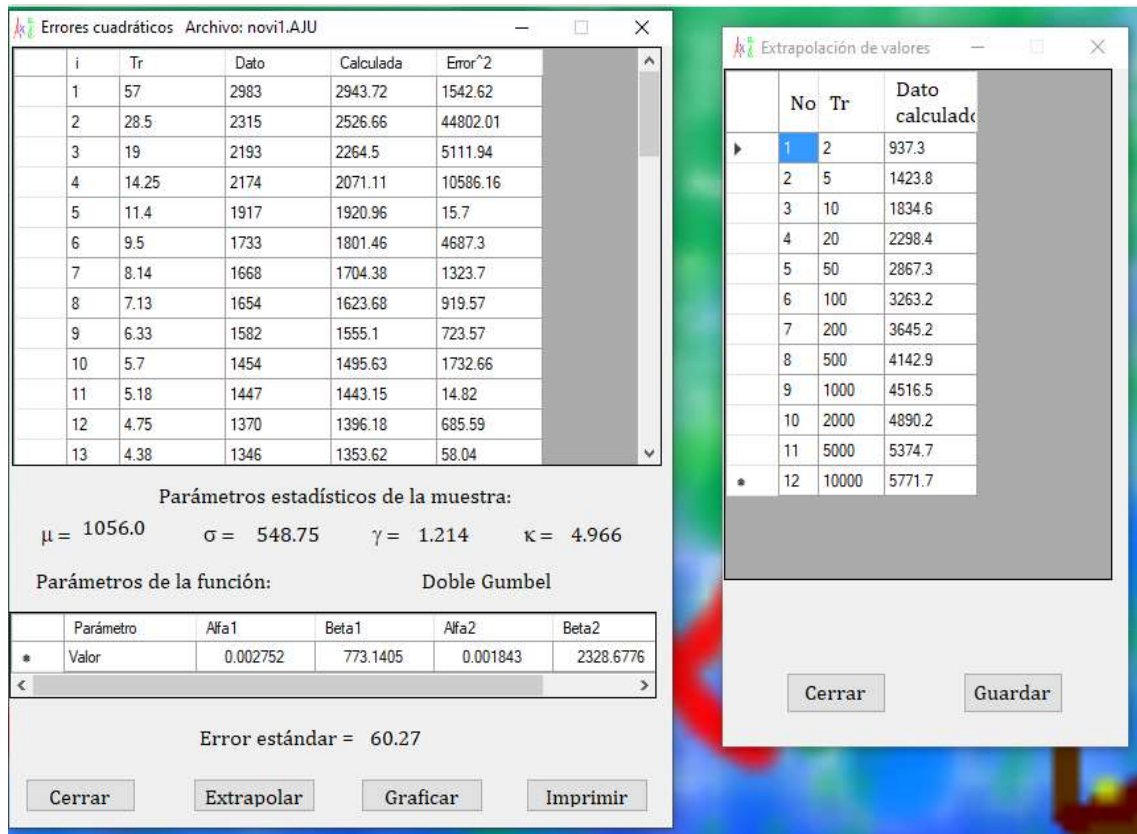 Errores cuadráticos Archivo: novi1.AJU
i Tr Dato Calculada Error^2
1 57 2983 2943.72 1542.62
2 28.5 2315 2526.66 44802.01
3 19 2193 2264.5 5111.94
4 14.25 2174 2071.11 10586.16
5 11.4 1917 1920.96 15.7
6 9.5 1733 1801.46 4687.3
7 8.14 1668 1704.38 1323.7
8 7.13 1654 1623.68 919.57
9 6.33 1582 1555.1 723.57
10 5.7 1454 1495.63 1732.66
11 5.18 1447 1443.15 14.82
12 4.75 1370 1396.18 685.59
13 4.38 1346 1353.62 58.04
Parámetros estadísticos de la muestra:
μ = 1056.0 σ = 548.75 γ = 1.214 κ = 4.966
Parámetros de la función: Doble Gumbel
Parámetro Alfa1 Beta1 Alfa2 Beta2
Valor 0.002752 773.1405 0.001843 2328.6776
Error estándar = 60.27
Cerrar Extrapolar Graficar Imprimir
Extrapolación de valores
No Tr Dato
calculado
1 2 937.3
2 5 1423.8
3 10 1834.6
4 20 2298.4
5 50 2867.3
6 100 3263.2
7 200 3645.2
8 500 4142.9
9 1000 4516.5
10 2000 4890.2
11 5000 5374.7
12 10000 5771.7
Cerrar Guardar